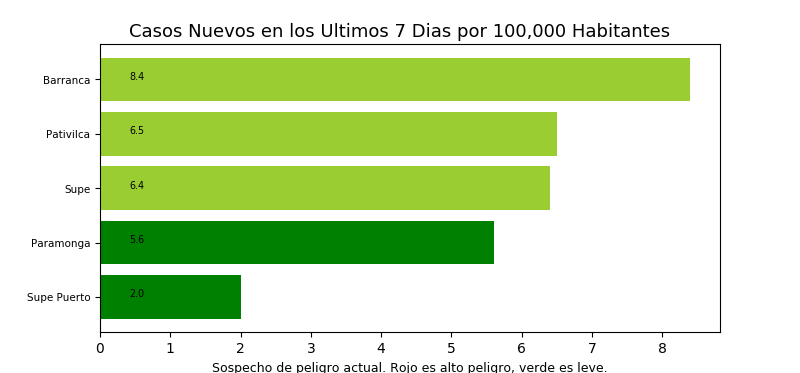 Casos Nuevos en los Ultimos 7 Dias por 100,000 Habitantes
Barranca 8.4
Pativilca 6.5
Supe 6.4
Paramonga 5.6
Supe Puerto 2.0
0 1 2 3 4 5 6 7 8
Sospecho de peligro actual. Rojo es alto peligro, verde es leve.